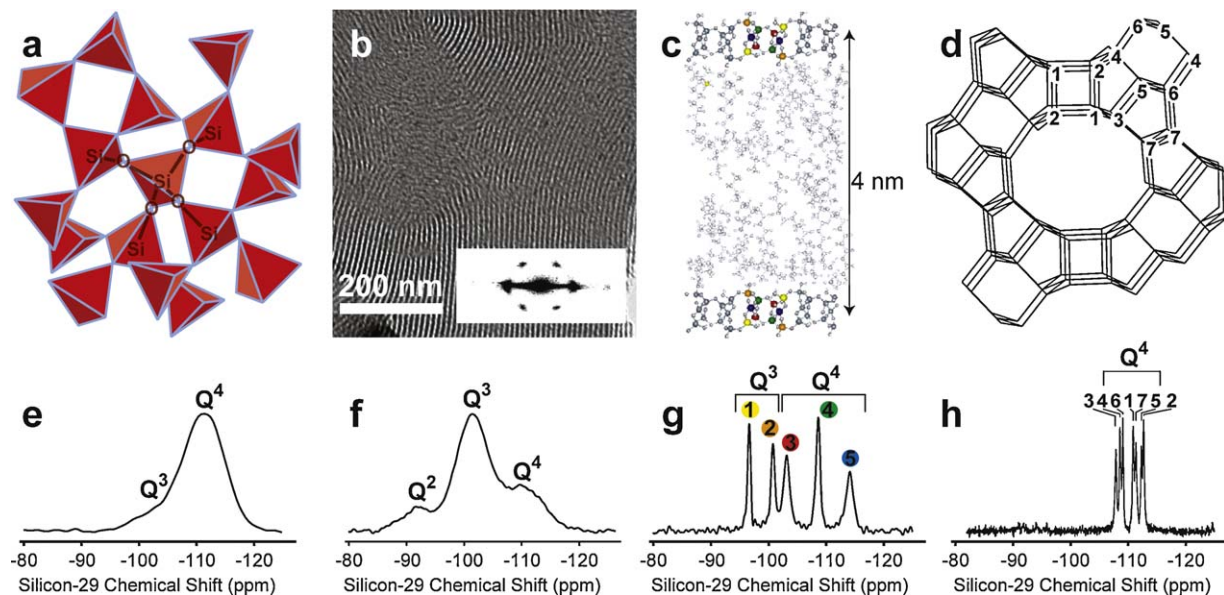 a
Si
Si
Si
Si
Si
b
200 nm
c
4 nm
d
6 5
4 4
1 2 5 6
2 1 3 7
7
e
Q3
Q4
-80 -90 -100 -110 -120
Silicon-29 Chemical Shift (ppm)
f
Q2
Q3
Q4
-80 -90 -100 -110 -120
Silicon-29 Chemical Shift (ppm)
g
Q3 Q4
1 2 3 4 5
-80 -90 -100 -110 -120
Silicon-29 Chemical Shift (ppm)
h
Q4
3 4 6 1 7 5 2
-80 -90 -100 -110 -120
Silicon-29 Chemical Shift (ppm)